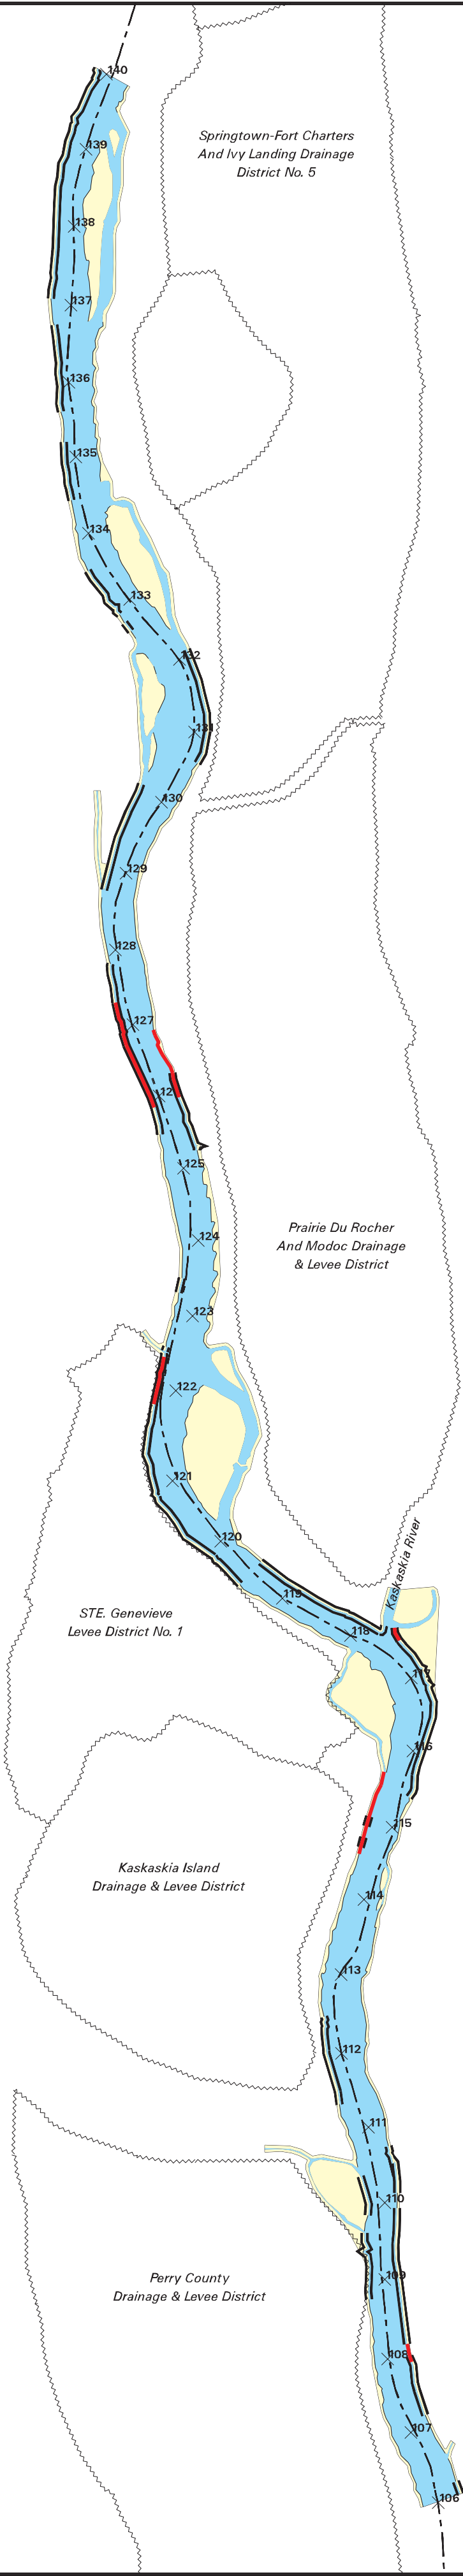 140
Springtown-Fort Charters
And Ivy Landing Drainage
District No. 5
139
138
137
136
135
134
133
132
131
130
129
128
127
12
125
Prairie Du Rocher
And Modoc Drainage
& Levee District
124
123
122
121
120
Kaskaskia River
119
STE. Genevieve
Levee District No. 1
118
117
116
115
Kaskaskia Island
Drainage & Levee District
114
113
112
111
110
109
Perry County
Drainage & Levee District
108
107
106